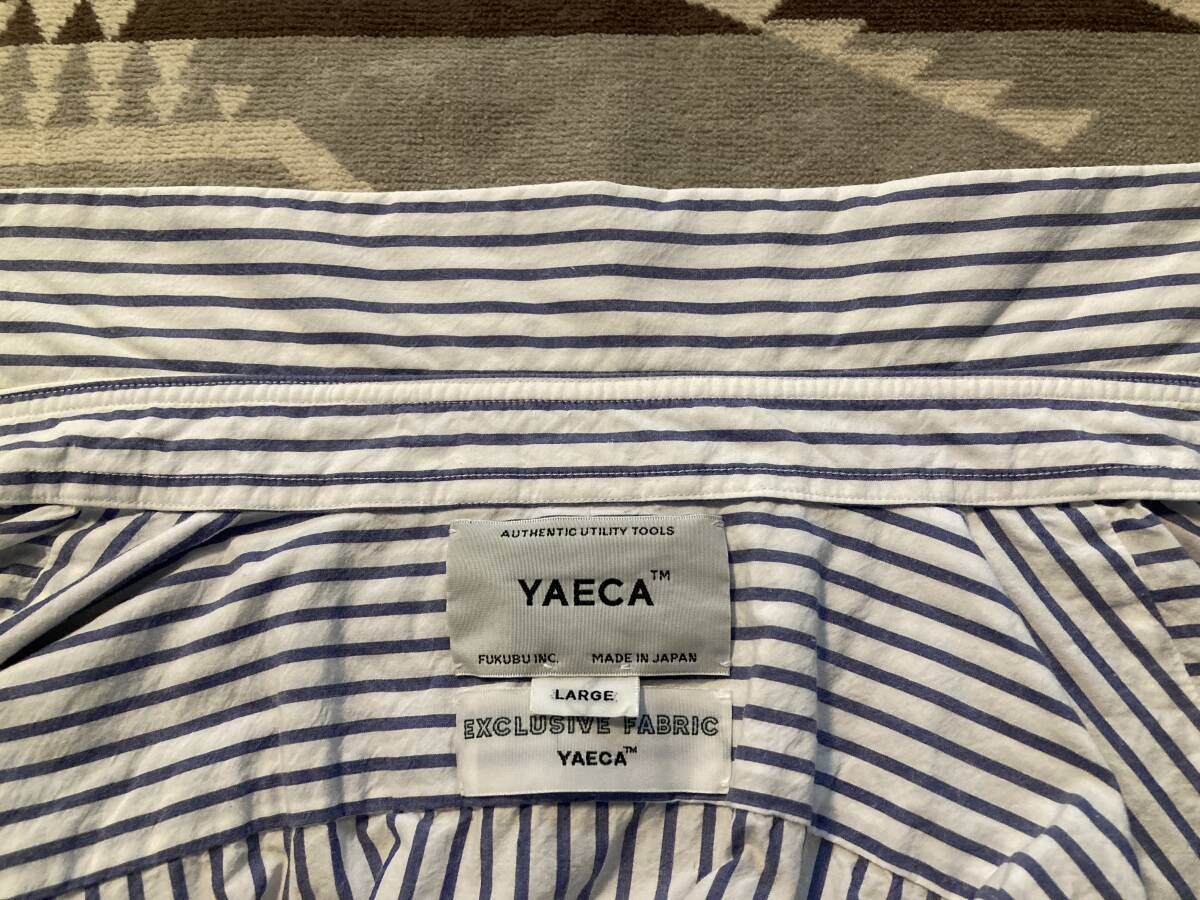 AUTHENTIC UTILITY TOOLS
YAECA™
FUKUBU INC. MADE IN JAPAN
LARGE
EXCLUSIVE FABRIC
YAECA™